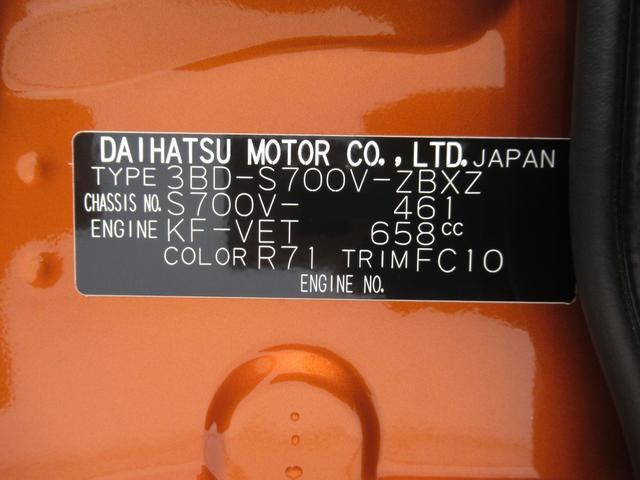 DAIHATSU MOTOR CO., LTD. JAPAN
TYPE 3BD-S700V-ZBXZ
CHASSIS NO. S700V- 461
ENGINE KF-VET 658cc
COLOR R71 TRIM FC10
ENGINE NO.